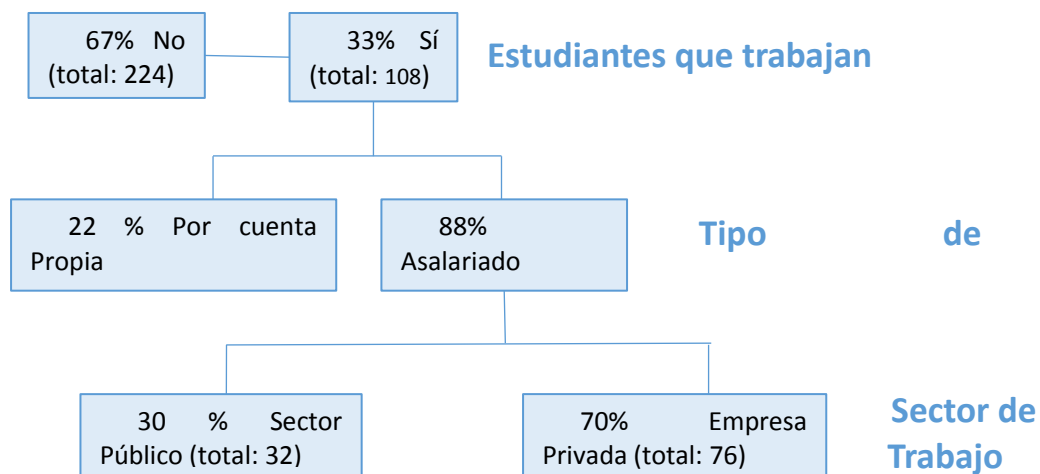 67% No
(total: 224)
33% Sí
(total: 108)
Estudiantes que trabajan
22 % Por cuenta
Propia
88%
Asalariado
Tipo de
30 % Sector
Público (total: 32)
70% Empresa
Privada (total: 76)
Sector de
Trabajo